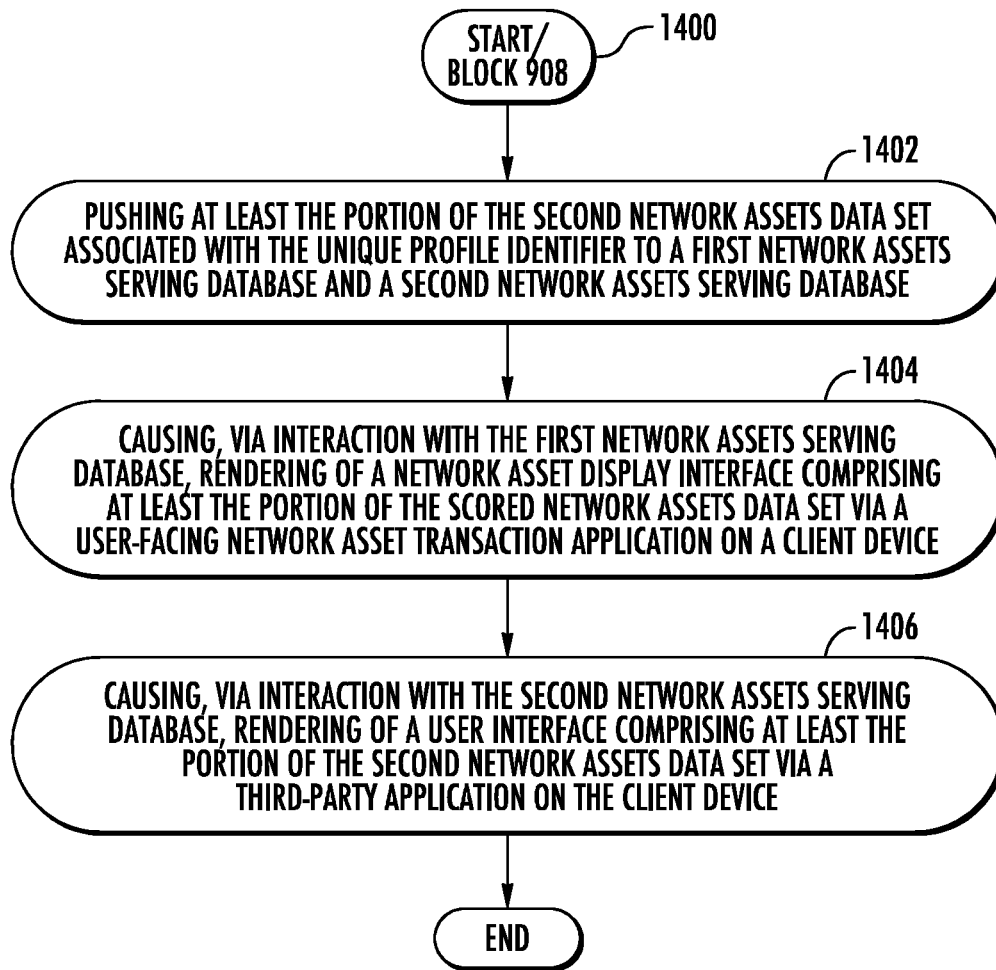 START/
BLOCK 908
1400
1402
PUSHING AT LEAST THE PORTION OF THE SECOND NETWORK ASSETS DATA SET
ASSOCIATED WITH THE UNIQUE PROFILE IDENTIFIER TO A FIRST NETWORK ASSETS
SERVING DATABASE AND A SECOND NETWORK ASSETS SERVING DATABASE
1404
CAUSING, VIA INTERACTION WITH THE FIRST NETWORK ASSETS SERVING
DATABASE, RENDERING OF A NETWORK ASSET DISPLAY INTERFACE COMPRISING
AT LEAST THE PORTION OF THE SCORED NETWORK ASSETS DATA SET VIA A
USER-FACING NETWORK ASSET TRANSACTION APPLICATION ON A CLIENT DEVICE
1406
CAUSING, VIA INTERACTION WITH THE SECOND NETWORK ASSETS SERVING
DATABASE, RENDERING OF A USER INTERFACE COMPRISING AT LEAST THE
PORTION OF THE SECOND NETWORK ASSETS DATA SET VIA A
THIRD-PARTY APPLICATION ON THE CLIENT DEVICE
END